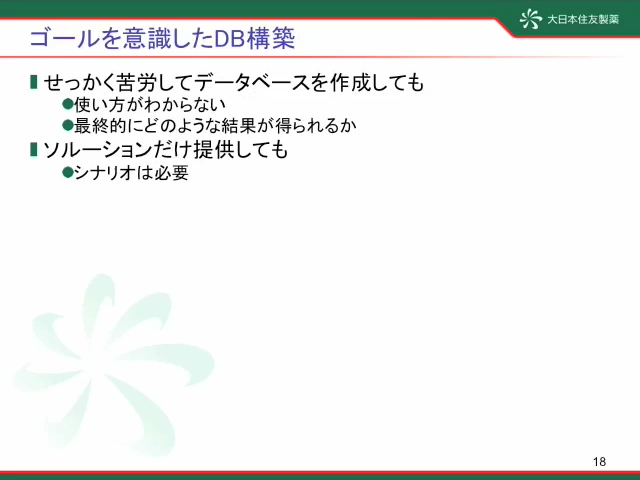 大日本住友製薬
ゴールを意識したDB構築
せっかく苦労してデータベースを作成しても
使い方がわからない
最終的にどのような結果が得られるか
ソルーションだけ提供しても
シナリオは必要
18